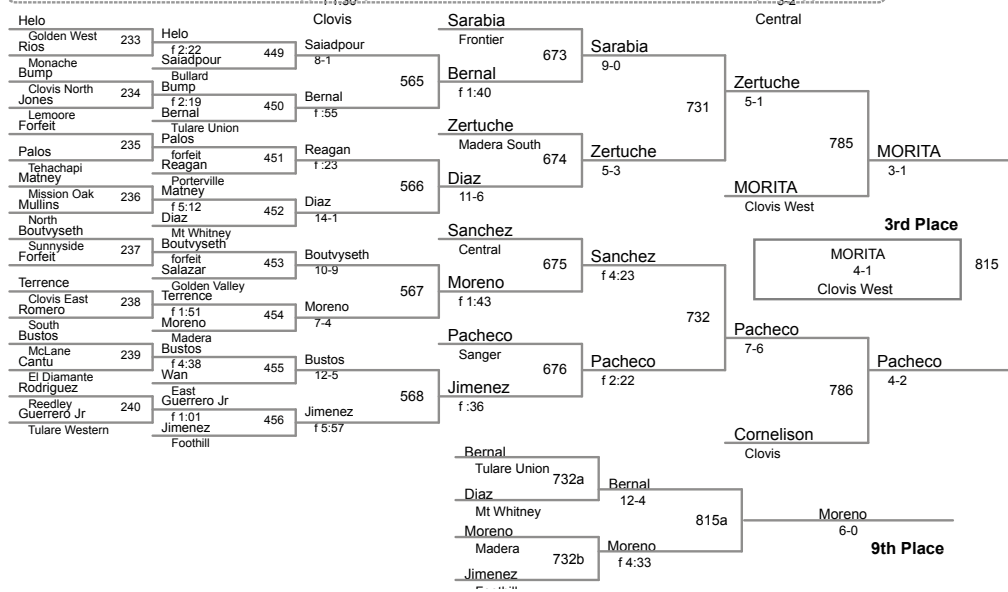 Clovis
Central
Helo
Golden West
233
Rios
Monache
Bump
Clovis North
234
Jones
Lemoore
Forfeit
235
Palos
Tehachapi
Matney
Mission Oak
236
Mullins
North
Boutvyseth
Sunnyside
237
Forfeit
Terrence
Clovis East
238
Romero
South
Bustos
McLane
239
Cantu
El Diamante
Rodriguez
Reedley
240
Guerrero Jr
Tulare Western
Helo
f 2:22
449
Saiadpour
Bullard
Bump
f 2:19
450
Bernal
Tulare Union
Palos
forfeit
451
Reagan
Porterville
Matney
f 5:12
452
Diaz
Mt Whitney
Boutvyseth
forfeit
453
Salazar
Golden Valley
Terrence
f 1:51
454
Moreno
Madera
Bustos
f 4:38
455
Wan
East
Guerrero Jr
f 1:01
456
Jimenez
Foothill
Saiadpour
8-1
565
Bernal
f :55
Reagan
f :23
566
Diaz
14-1
Boutvyseth
10-9
567
Moreno
7-4
Bustos
12-5
568
Jimenez
f 5:57
Sarabia
Frontier
673
Bernal
f 1:40
Zertuche
Madera South
674
Diaz
11-6
Sanchez
Central
675
Moreno
f 1:43
Pacheco
Sanger
676
Jimenez
f :36
Sarabia
9-0
731
Zertuche
5-3
Sanchez
f 4:23
732
Pacheco
f 2:22
Zertuche
5-1
785
MORITA
Clovis West
Pacheco
7-6
786
Cornelison
Clovis
MORITA
3-1
3rd Place
MORITA
4-1
Clovis West
815
Pacheco
4-2
Bernal
Tulare Union
732a
Diaz
Mt Whitney
Moreno
Madera
732b
Jimenez
Bernal
12-4
815a
Moreno
f 4:33
Moreno
6-0
9th Place